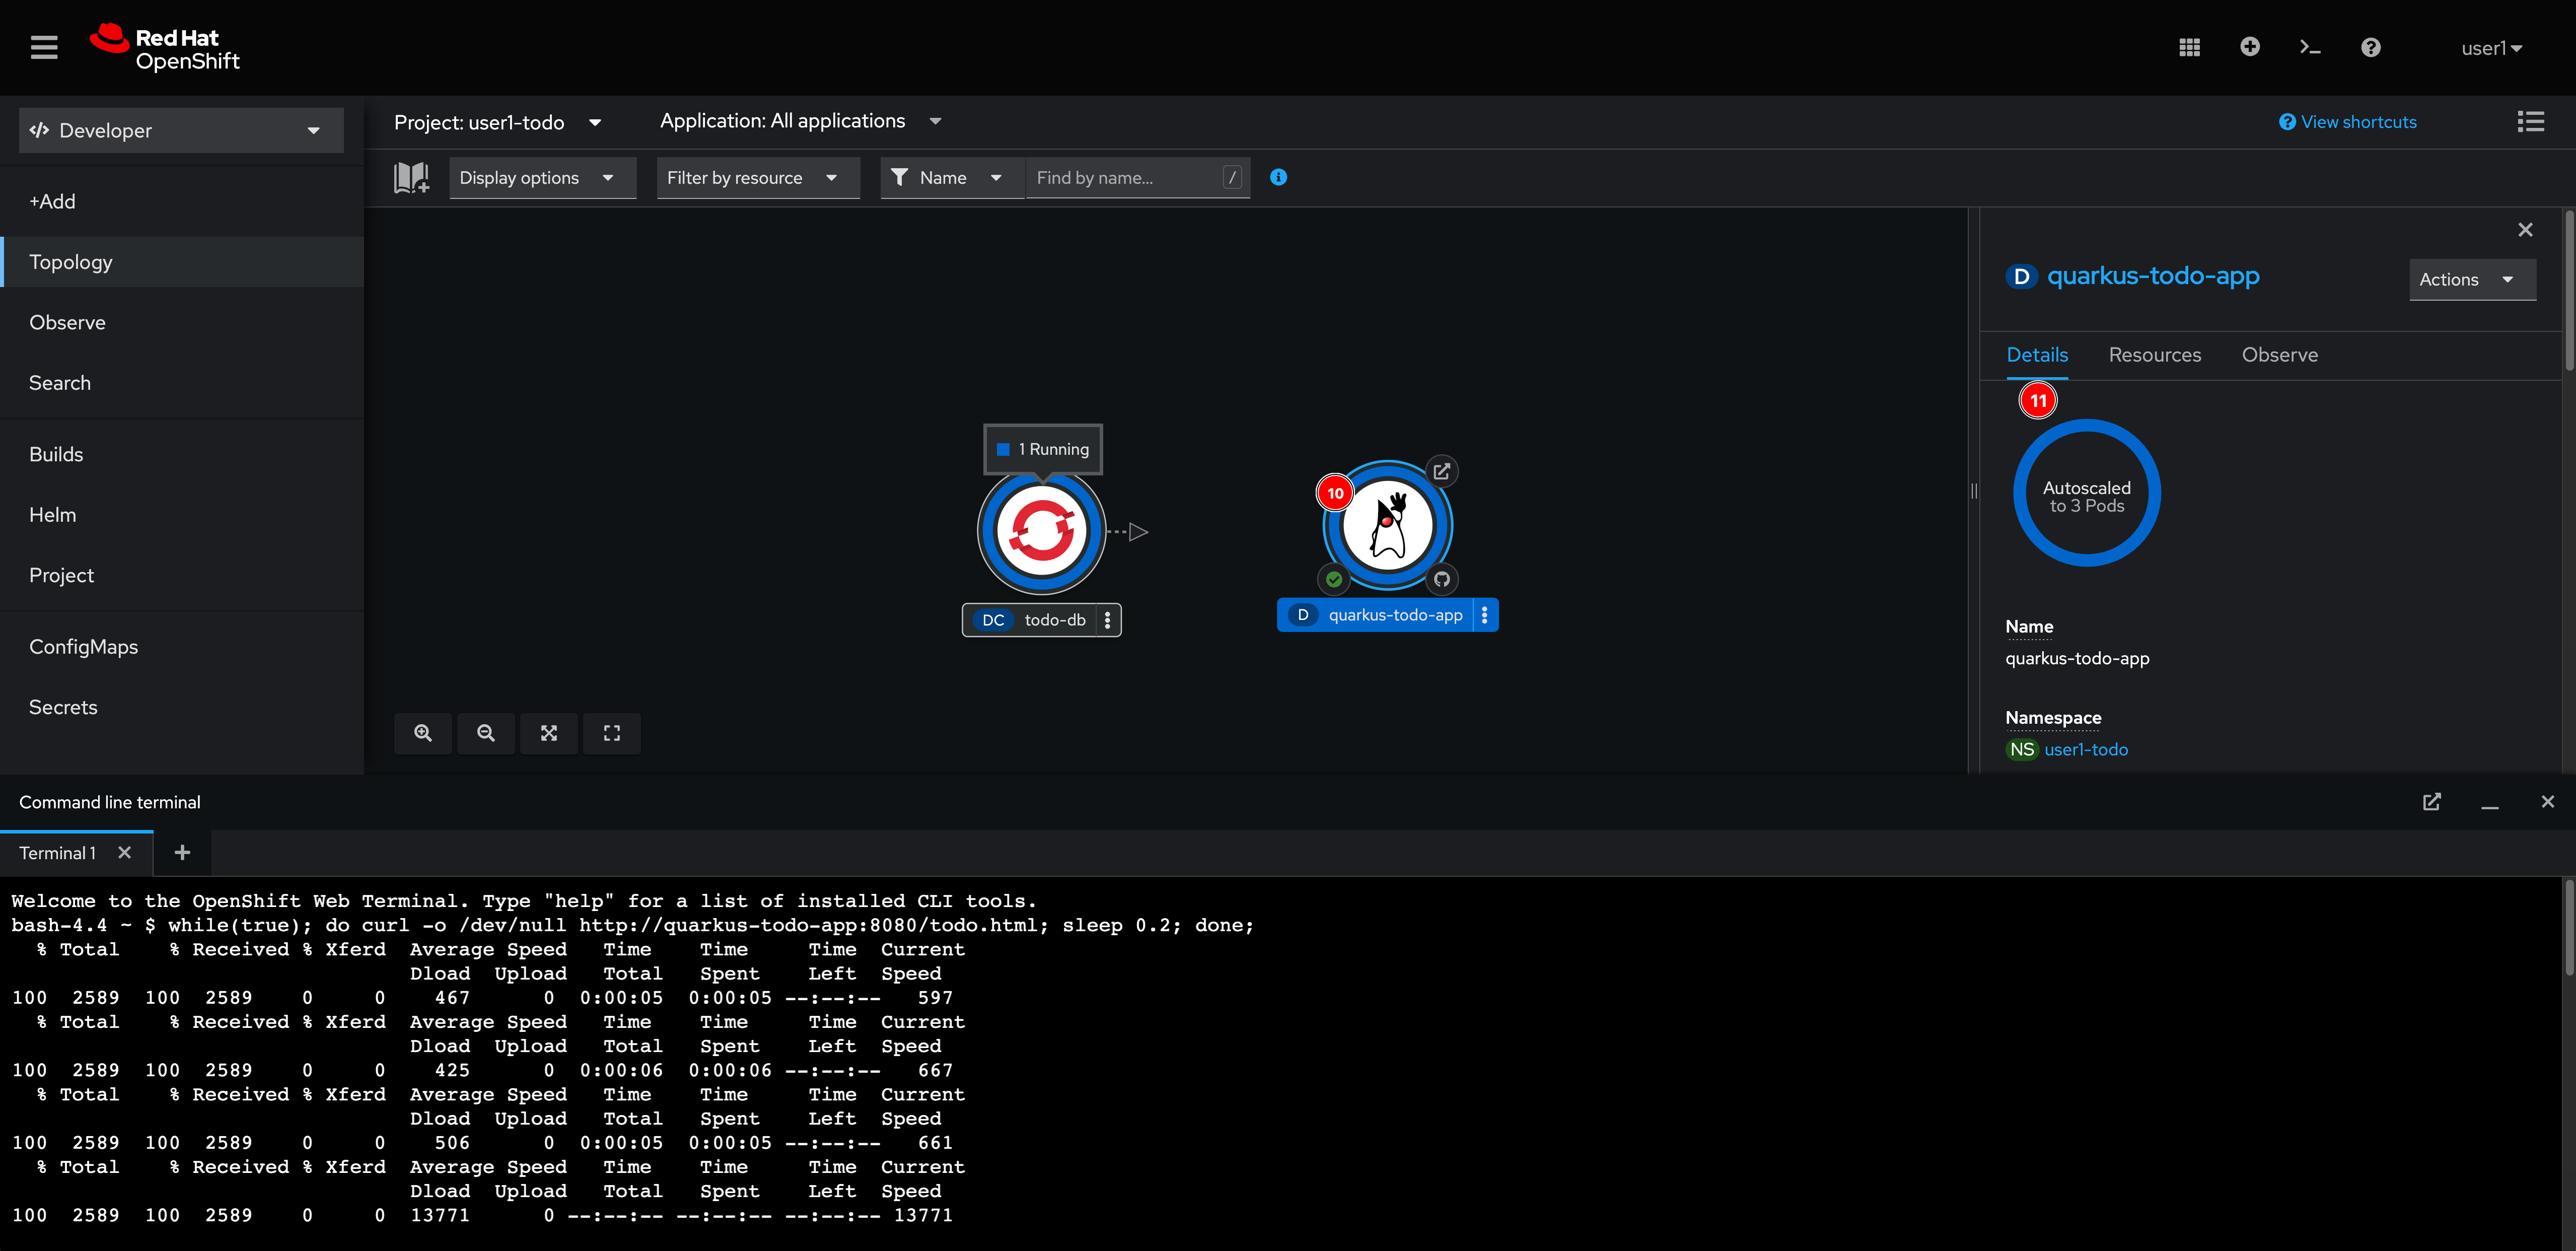 Red Hat
OpenShift
user1
Developer
Project: user1-todo
Application: All applications
View shortcuts
Display options
Filter by resource
Name
Find by name...
/
+Add
Topology
Observe
Search
Builds
Helm
Project
ConfigMaps
Secrets
1 Running
DC todo-db
10
D quarkus-todo-app
D quarkus-todo-app
Actions
Details Resources Observe
11
Autoscaled
to 3 Pods
Name
quarkus-todo-app
Namespace
NS user1-todo
Command line terminal
Terminal 1
Welcome to the OpenShift Web Terminal. Type "help" for a list of installed CLI tools.
bash-4.4 ~ $ while(true); do curl -o /dev/null http://quarkus-todo-app:8080/todo.html; sleep 0.2; done;
% Total % Received % Xferd Average Speed Time Time Time Current
Dload Upload Total Spent Left Speed
100 2589 100 2589 0 0 467 0 0:00:05 0:00:05 --:--:-- 597
% Total % Received % Xferd Average Speed Time Time Time Current
Dload Upload Total Spent Left Speed
100 2589 100 2589 0 0 425 0 0:00:06 0:00:06 --:--:-- 667
% Total % Received % Xferd Average Speed Time Time Time Current
Dload Upload Total Spent Left Speed
100 2589 100 2589 0 0 506 0 0:00:05 0:00:05 --:--:-- 661
% Total % Received % Xferd Average Speed Time Time Time Current
Dload Upload Total Spent Left Speed
100 2589 100 2589 0 0 13771 0 --:--:-- --:--:-- --:--:-- 13771